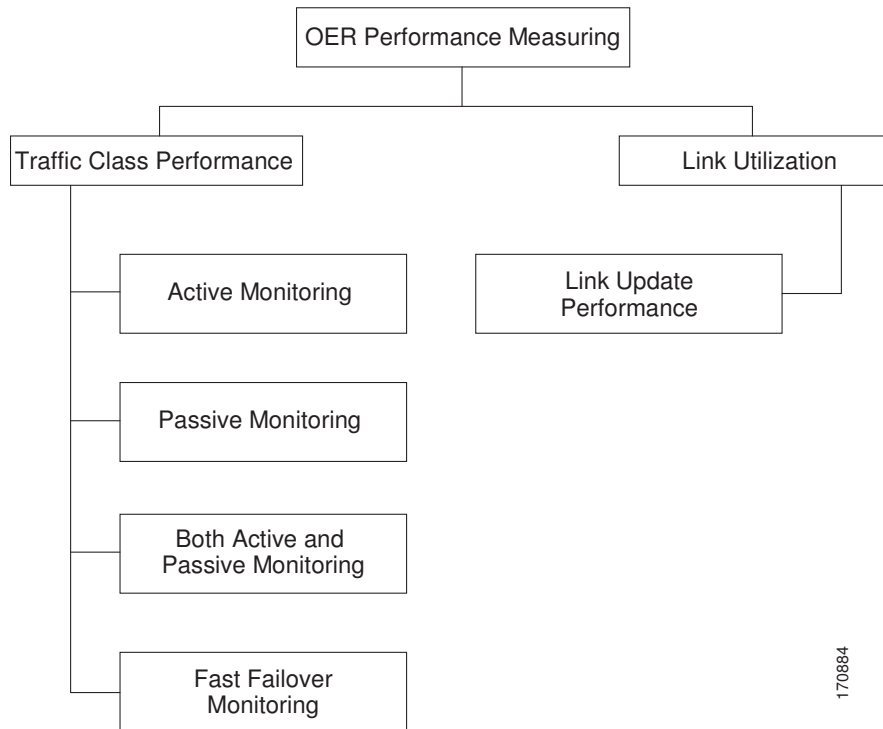 OER Performance Measuring
Traffic Class Performance
Link Utilization
Active Monitoring
Link Update
Performance
Passive Monitoring
Both Active and
Passive Monitoring
Fast Failover
Monitoring
170884